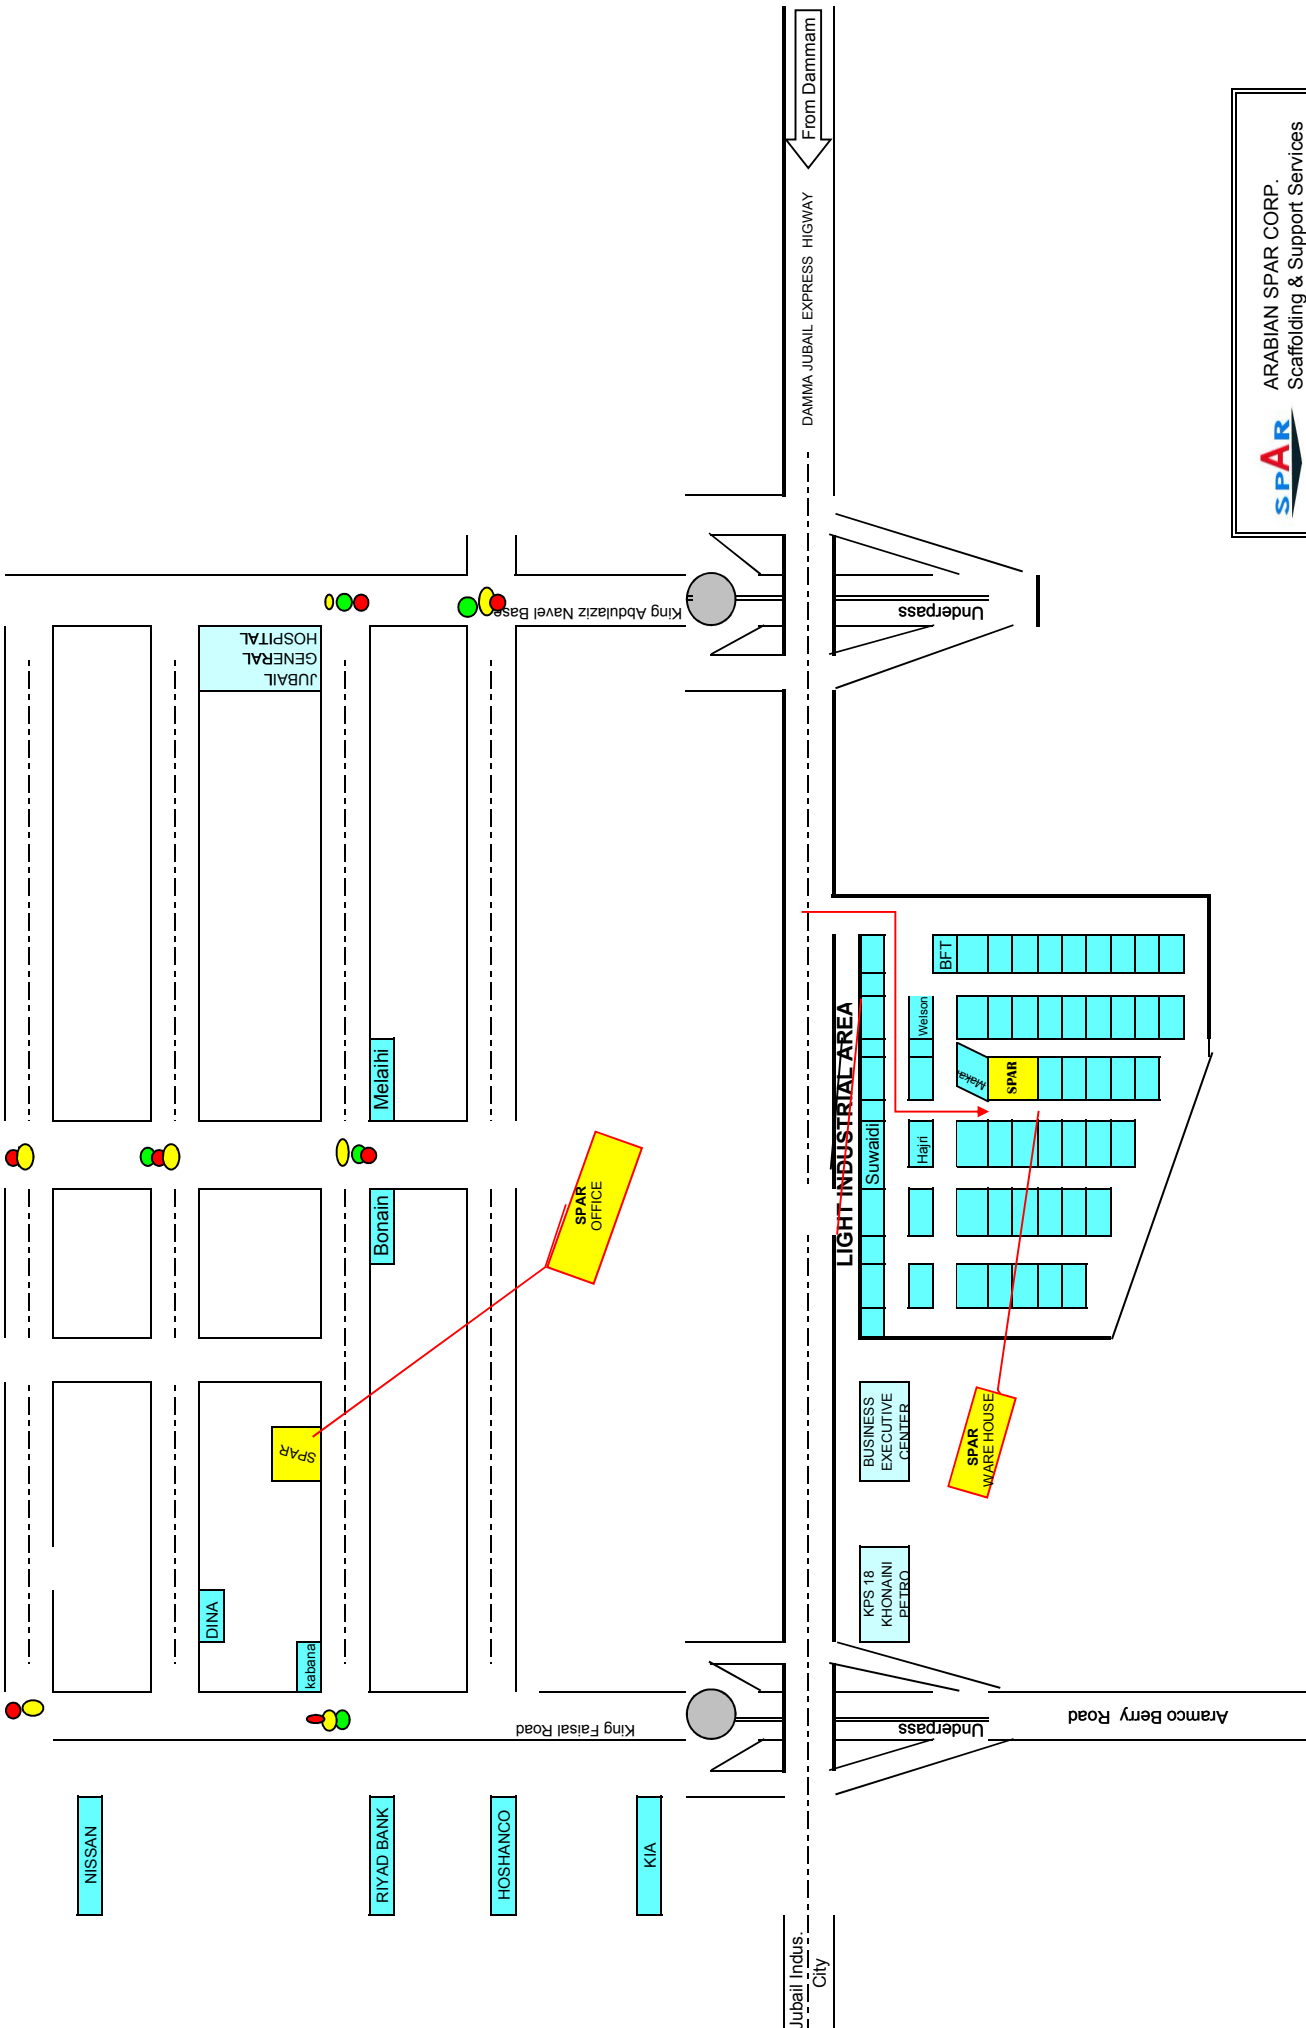 From Dammam
DAMMA JUBAIL EXPRESS  HIGWAY
SPAR
ARABIAN SPAR CORP.
Scaffolding & Support Services
King Abdulaziz Navel Base
Underpass
JUBAIL
GENERAL
HOSPITAL
Melaihi
Bonain
SPAR
OFFICE
SPAR
DINA
kabana
LIGHT INDUSTRIAL AREA
BFT
Welson
SPAR
Suwaidi
Hajri
BUSINESS
EXECUTIVE
CENTER
SPAR
WARE HOUSE
KPS 18
KHONAINI
PETRO
King Faisal Road
Underpass
Aramco Berry Road
NISSAN
RIYAD BANK
HOSHANCO
KIA
Jubail Indus.
City